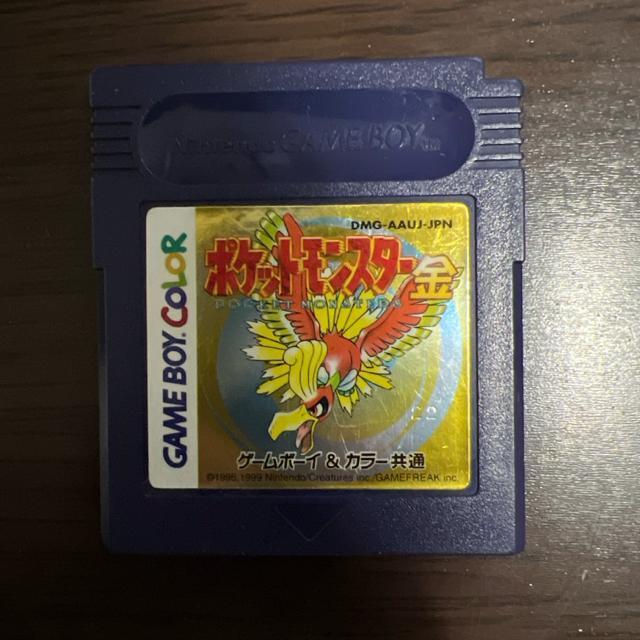 Nintendo GAME BOY TM
DMG-AAUJ-JPN
ポケットモンスター金
POCKET MONSTERS
GAME BOY COLOR
22
ゲームボーイ&カラー共通
©1995,1999 Nintendo/Creatures inc./GAMEFREAK inc.